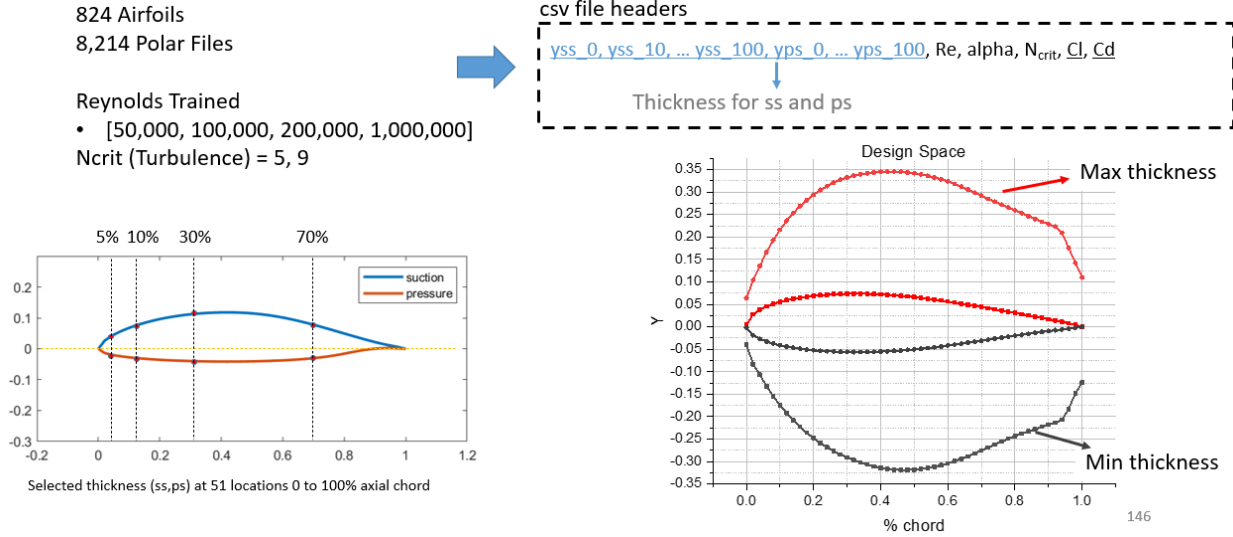 824 Airfoils
8,214 Polar Files
Reynolds Trained
• [50,000, 100,000, 200,000, 1,000,000]
Ncrit (Turbulence) = 5, 9
csv file headers
yss_0, yss_10, ... yss_100, yps_0, ... yps_100, Re, alpha, Ncrit, Cl, Cd
Thickness for ss and ps
5% 10% 30% 70%
suction
pressure
0.2
0.1
0
-0.1
-0.2
-0.3
-0.2 0 0.2 0.4 0.6 0.8 1 1.2
Selected thickness (ss,ps) at 51 locations 0 to 100% axial chord
Design Space
Max thickness
Min thickness
Y
0.35
0.30
0.25
0.20
0.15
0.10
0.05
0.00
-0.05
-0.10
-0.15
-0.20
-0.25
-0.30
-0.35
0.0 0.2 0.4 0.6 0.8 1.0
% chord
146